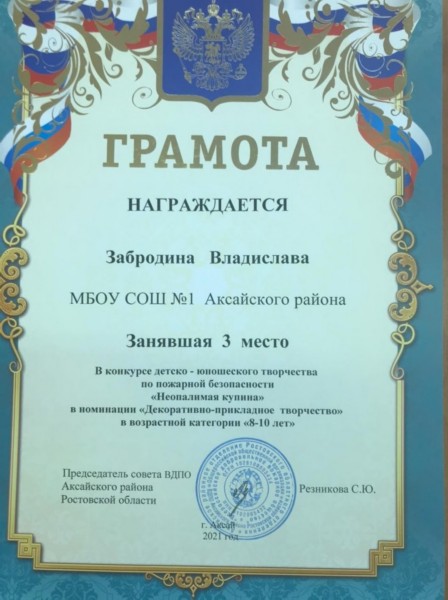 ГРАМОТА
НАГРАЖДАЕТСЯ
Забродина Владислава
МБОУ СОШ №1 Аксайского района
Занявшая 3 место
В конкурсе детско - юношеского творчества
по пожарной безопасности
«Неопалимая купина»
в номинации «Декоративно-прикладное творчество»
в возрастной категории «8-10 лет»
Председатель совета ВДПО
Аксайского района
Ростовской области
Резникова С.Ю.
г. Аксай
2021 год